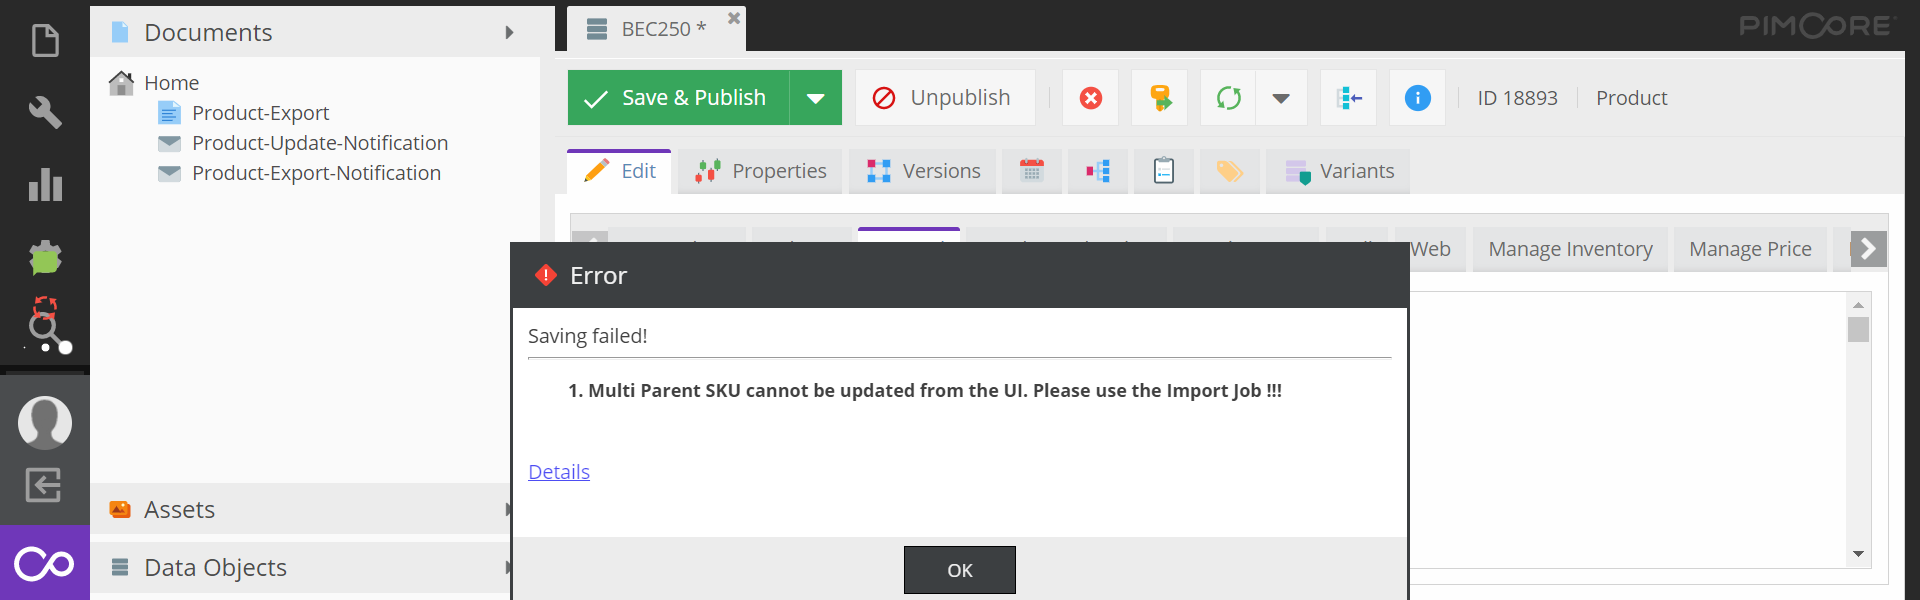 Documents
Home
Product-Export
Product-Update-Notification
Product-Export-Notification
Assets
Data Objects
BEC250 *
PIMCORE
Save & Publish
Unpublish
ID 18893
Product
Edit
Properties
Versions
Variants
Web
Manage Inventory
Manage Price
Error
Saving failed!
1. Multi Parent SKU cannot be updated from the UI. Please use the Import Job !!!
Details
OK